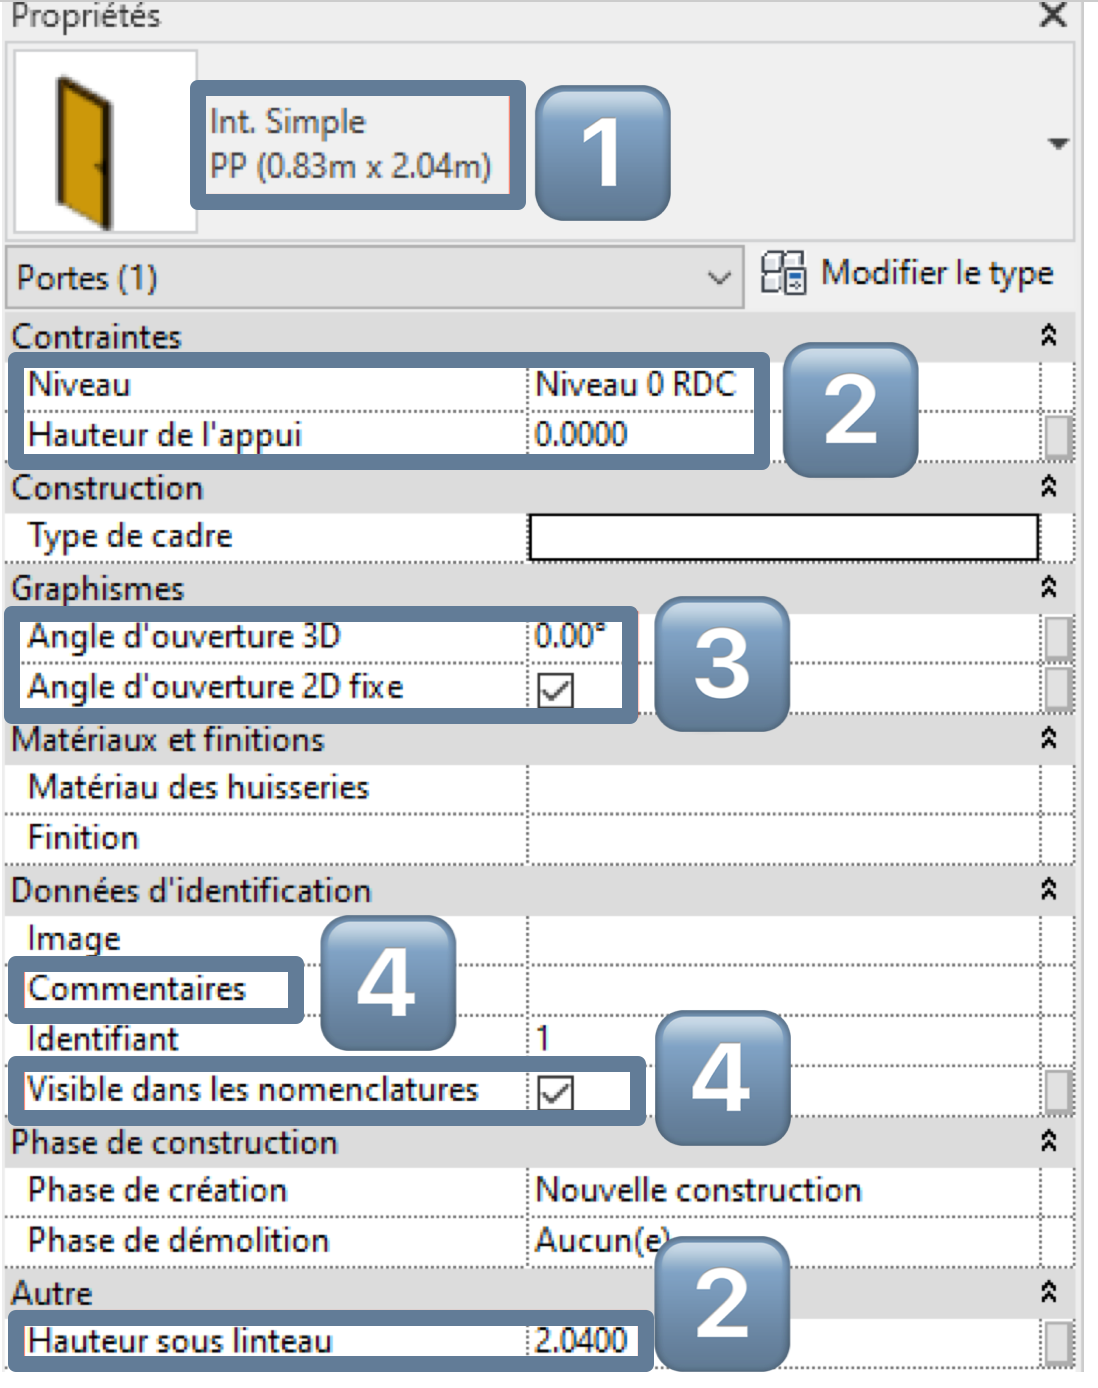 Propriétés
Int. Simple
PP (0.83m x 2.04m)
1
Portes (1)
Modifier le type
Contraintes
Niveau Niveau 0 RDC
2
Hauteur de l'appui 0.0000
Construction
Type de cadre
Graphismes
Angle d'ouverture 3D 0.00°
3
Angle d'ouverture 2D fixe
Matériaux et finitions
Matériau des huisseries
Finition
Données d'identification
Image
4
Commentaires
Identifiant 1
4
Visible dans les nomenclatures
Phase de construction
Phase de création Nouvelle construction
Phase de démolition Aucun(e)
2
Autre
Hauteur sous linteau 2.0400